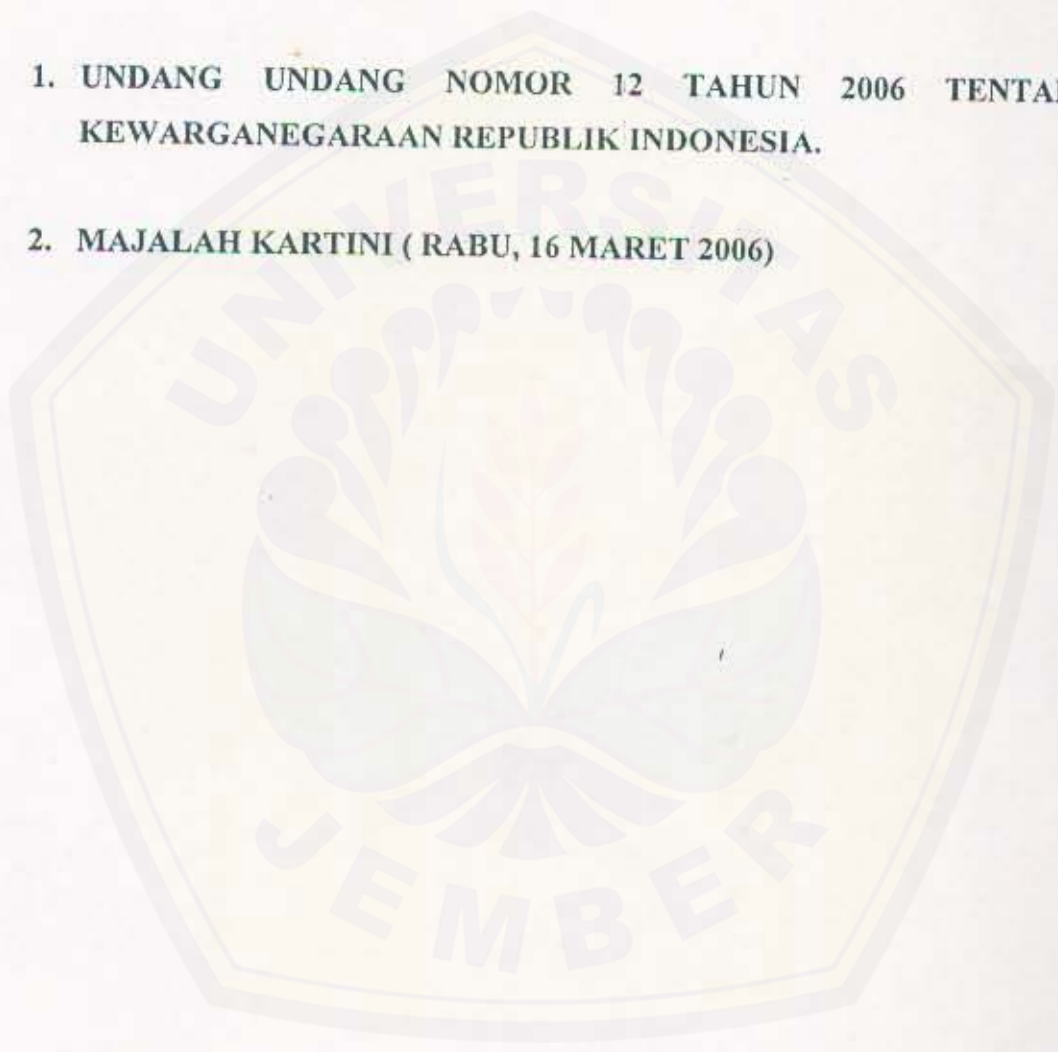 1. UNDANG UNDANG NOMOR 12 TAHUN 2006 TENTA
KEWARGANEGARAAN REPUBLIK INDONESIA.
2. MAJALAH KARTINI ( RABU, 16 MARET 2006)
UNIVERSITAS
JEMBER